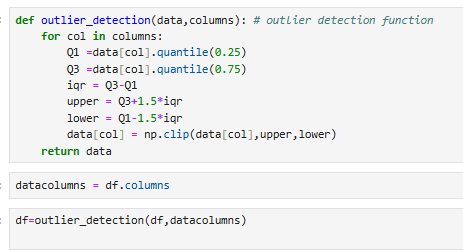 def outlier_detection(data,columns): # outlier detection function
    for col in columns:
        Q1 =data[col].quantile(0.25)
        Q3 =data[col].quantile(0.75)
        iqr = Q3-Q1
        upper = Q3+1.5*iqr
        lower = Q1-1.5*iqr
        data[col] = np.clip(data[col],upper,lower)
    return data
datacolumns = df.columns
df=outlier_detection(df,datacolumns)